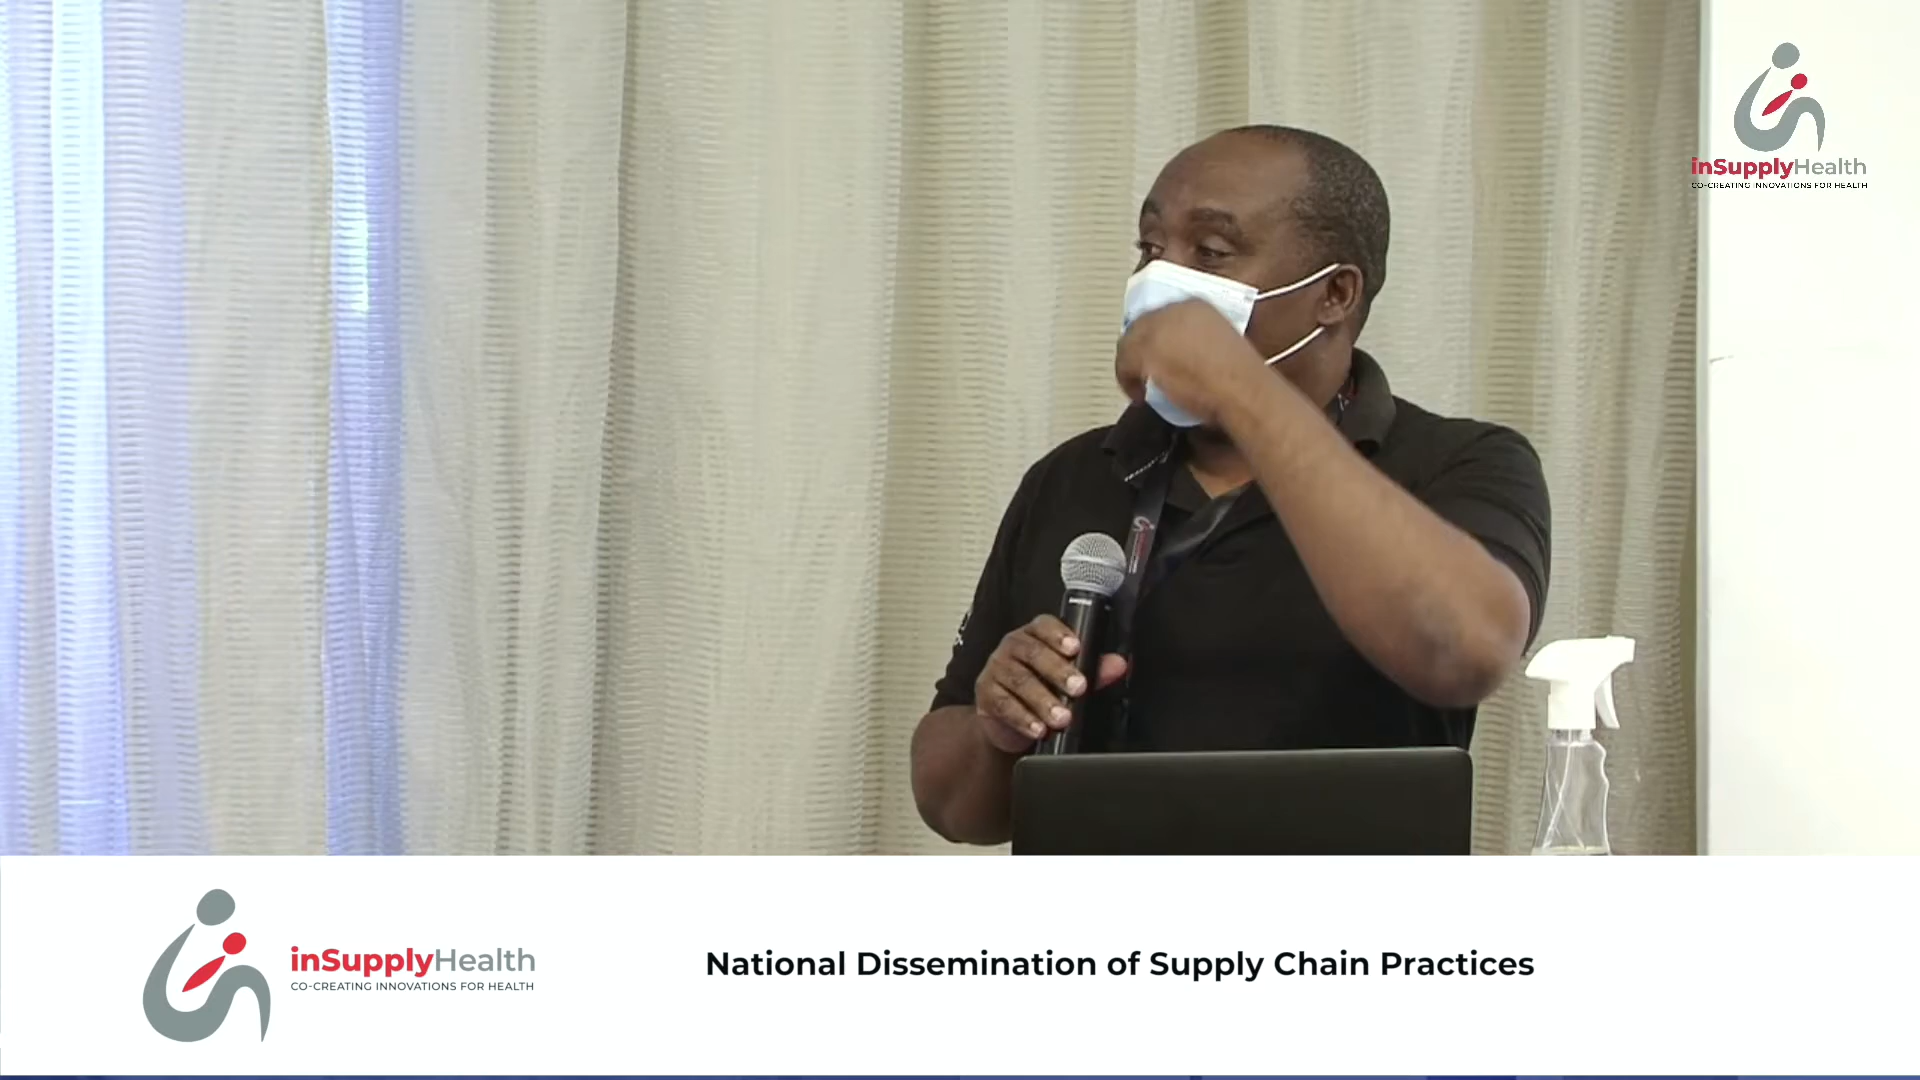 inSupplyHealth
CO-CREATING INNOVATIONS FOR HEALTH
inSupplyHealth
CO-CREATING INNOVATIONS FOR HEALTH
National Dissemination of Supply Chain Practices